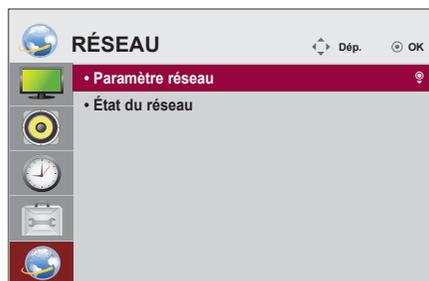 RÉSEAU
Dép.
OK
• Paramètre réseau
• État du réseau